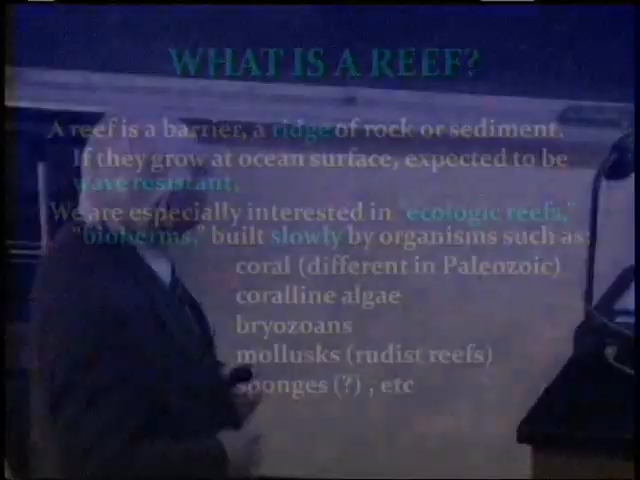 WHAT IS A REEF?
A reef is a barrier, a ridge of rock or sediment.
If they grow at ocean surface, expected to be
wave resistant.
We are especially interested in "ecologic reefs,"
"bioherms," built slowly by organisms such as:
coral (different in Paleozoic)
coralline algae
bryozoans
mollusks (rudist reefs)
sponges (?) , etc